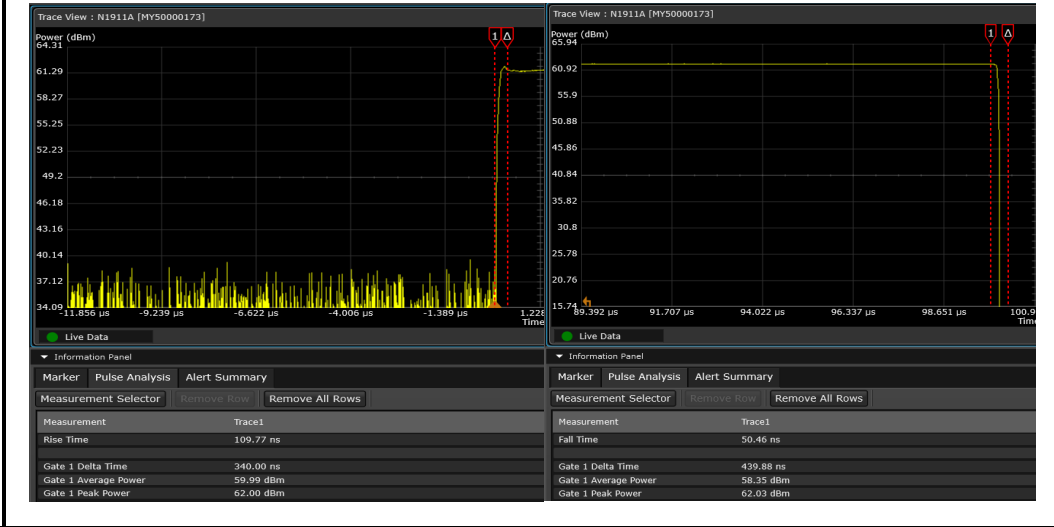 Trace View : N1911A [MY50000173]
Power (dBm)
64.31
1 Δ
61.29
58.27
55.25
52.23
49.2
46.18
43.16
40.14
37.12
34.09
-11.856 µs -9.239 µs -6.622 µs -4.006 µs -1.389 µs 1.228
Time
Live Data
Information Panel
Marker Pulse Analysis Alert Summary
Measurement Selector Remove Row Remove All Rows
Measurement Trace1
Rise Time 109.77 ns
Gate 1 Delta Time 340.00 ns
Gate 1 Average Power 59.99 dBm
Gate 1 Peak Power 62.00 dBm
Trace View : N1911A [MY50000173]
Power (dBm)
65.94
1 Δ
60.92
55.9
50.88
45.86
40.84
35.82
30.8
25.78
20.76
15.74
89.392 µs 91.707 µs 94.022 µs 96.337 µs 98.651 µs 100.9
Time
Live Data
Information Panel
Marker Pulse Analysis Alert Summary
Measurement Selector Remove Row Remove All Rows
Measurement Trace1
Fall Time 50.46 ns
Gate 1 Delta Time 439.88 ns
Gate 1 Average Power 58.35 dBm
Gate 1 Peak Power 62.03 dBm